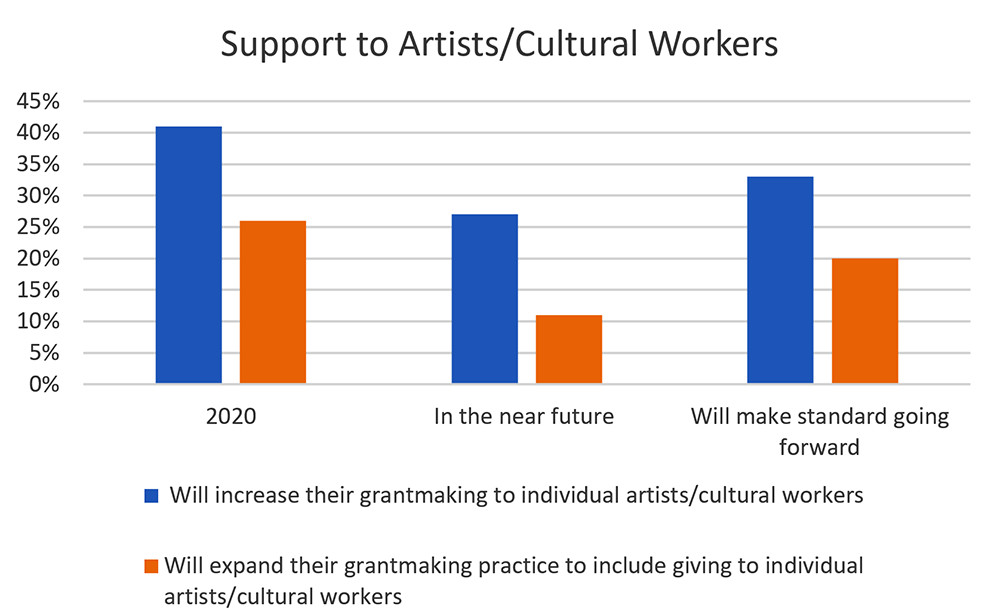 Support to Artists/Cultural Workers
45%
40%
35%
30%
25%
20%
15%
10%
5%
0%
2020
In the near future
Will make standard going
forward
Will increase their grantmaking to individual artists/cultural workers
Will expand their grantmaking practice to include giving to individual
artists/cultural workers